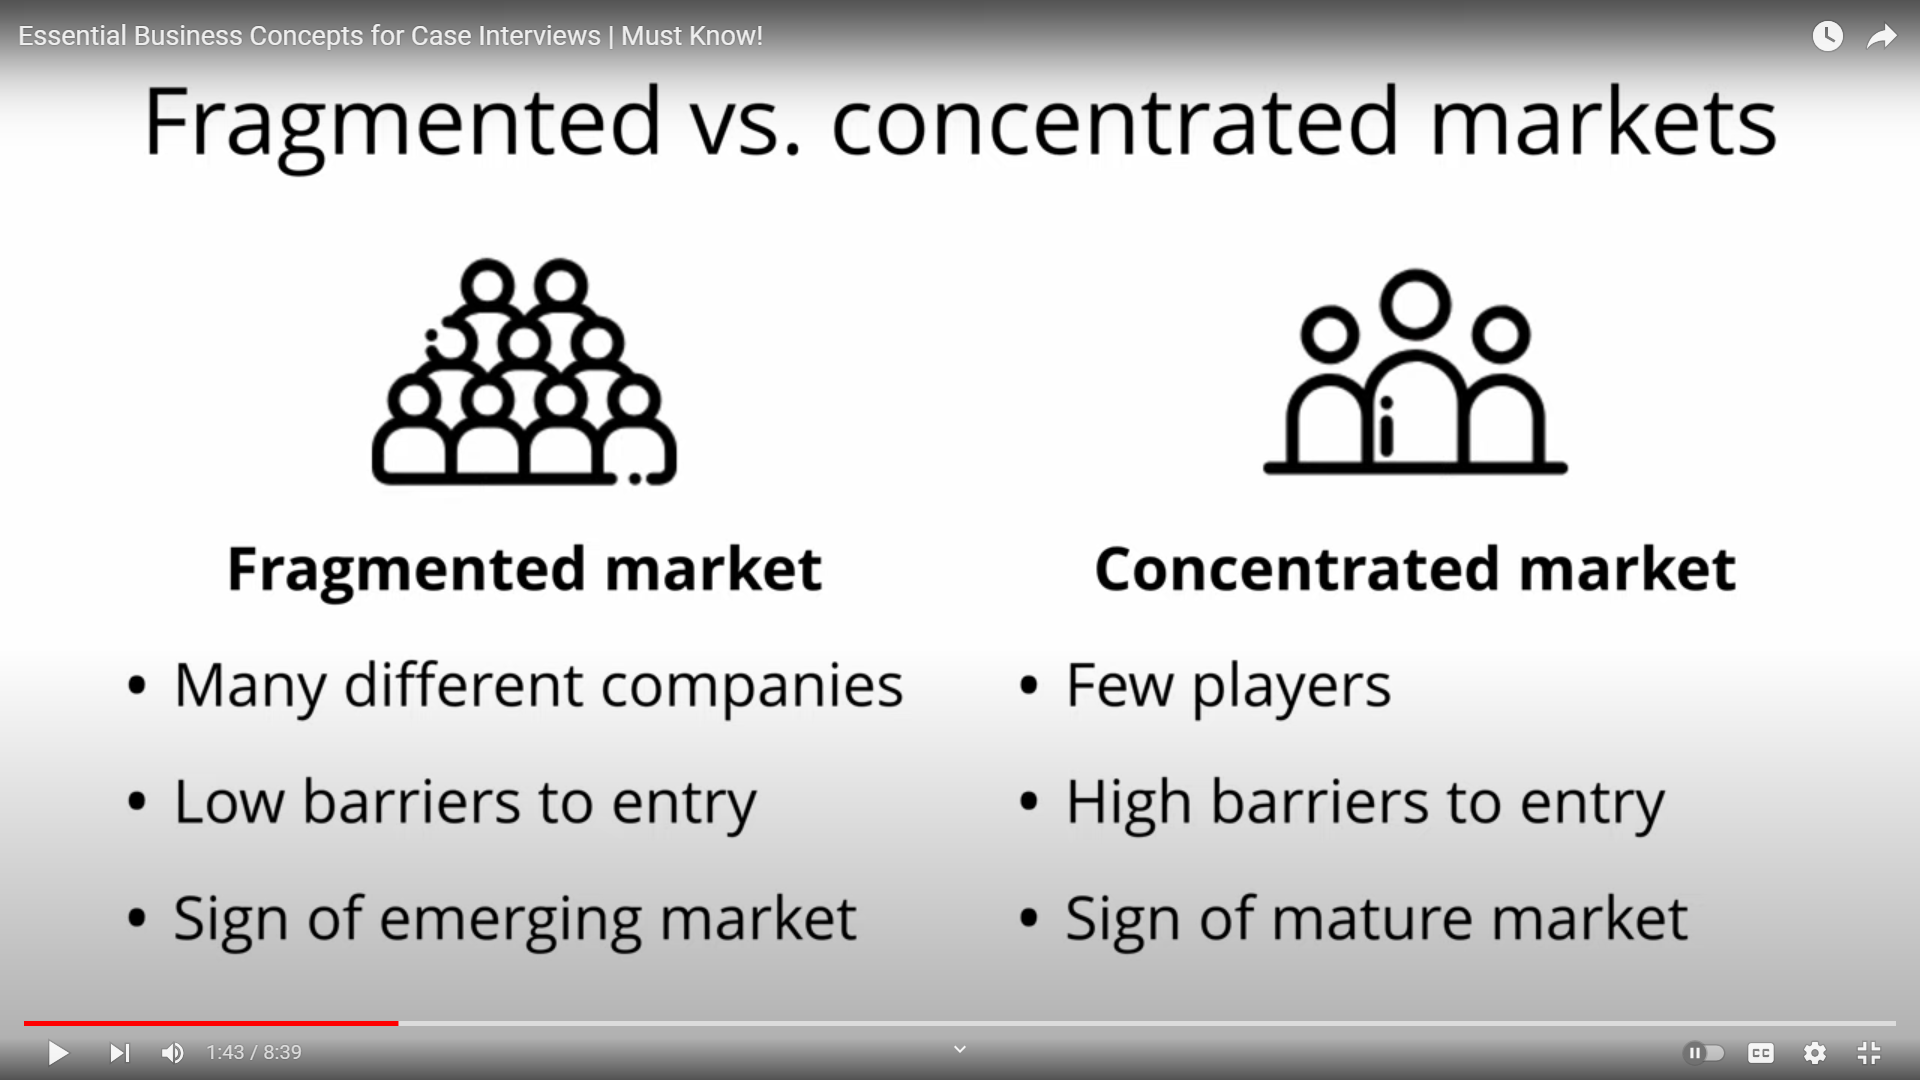 Essential Business Concepts for Case Interviews | Must Know!
Fragmented vs. concentrated markets
Fragmented market
• Many different companies
• Low barriers to entry
• Sign of emerging market
Concentrated market
• Few players
• High barriers to entry
• Sign of mature market
1:43 / 8:39
CC